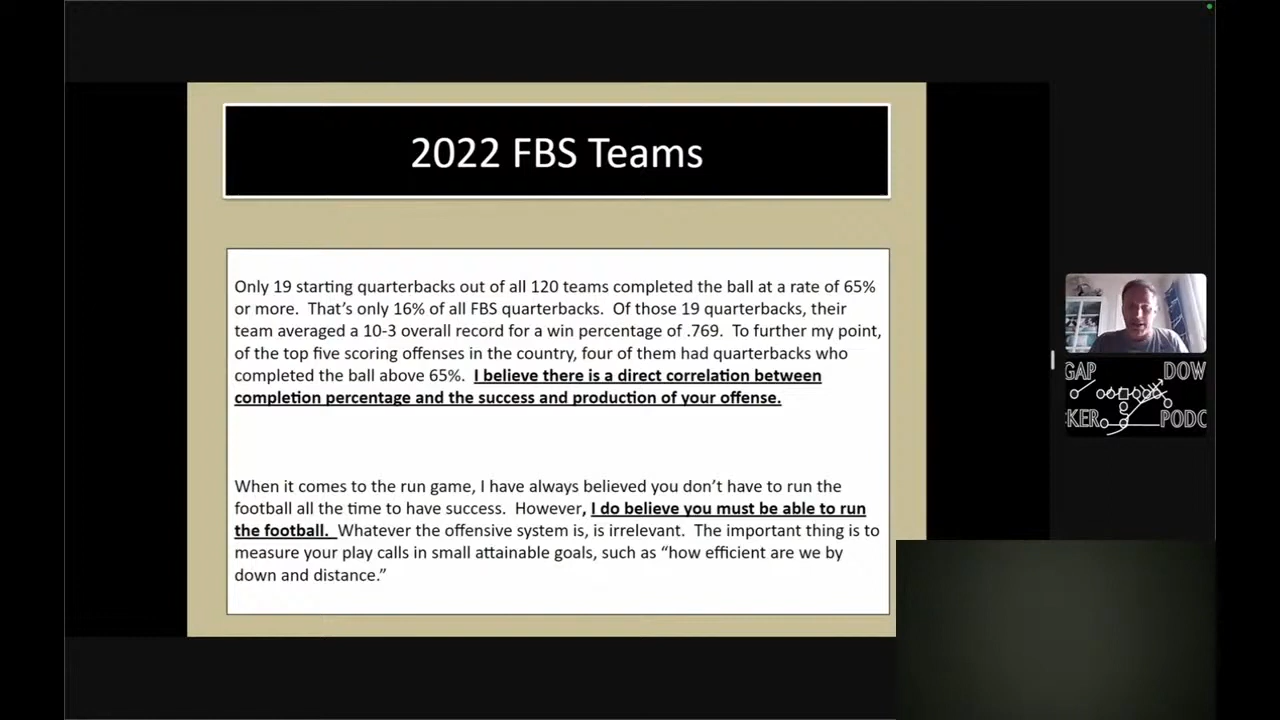 2022 FBS Teams
Only 19 starting quarterbacks out of all 120 teams completed the ball at a rate of 65%
or more.  That's only 16% of all FBS quarterbacks.  Of those 19 quarterbacks, their
team averaged a 10-3 overall record for a win percentage of .769.  To further my point,
of the top five scoring offenses in the country, four of them had quarterbacks who
completed the ball above 65%.  I believe there is a direct correlation between
completion percentage and the success and production of your offense.
When it comes to the run game, I have always believed you don't have to run the
football all the time to have success.  However, I do believe you must be able to run
the football.  Whatever the offensive system is, is irrelevant.  The important thing is to
measure your play calls in small attainable goals, such as “how efficient are we by
down and distance.”
GAP DOW
KER PODC